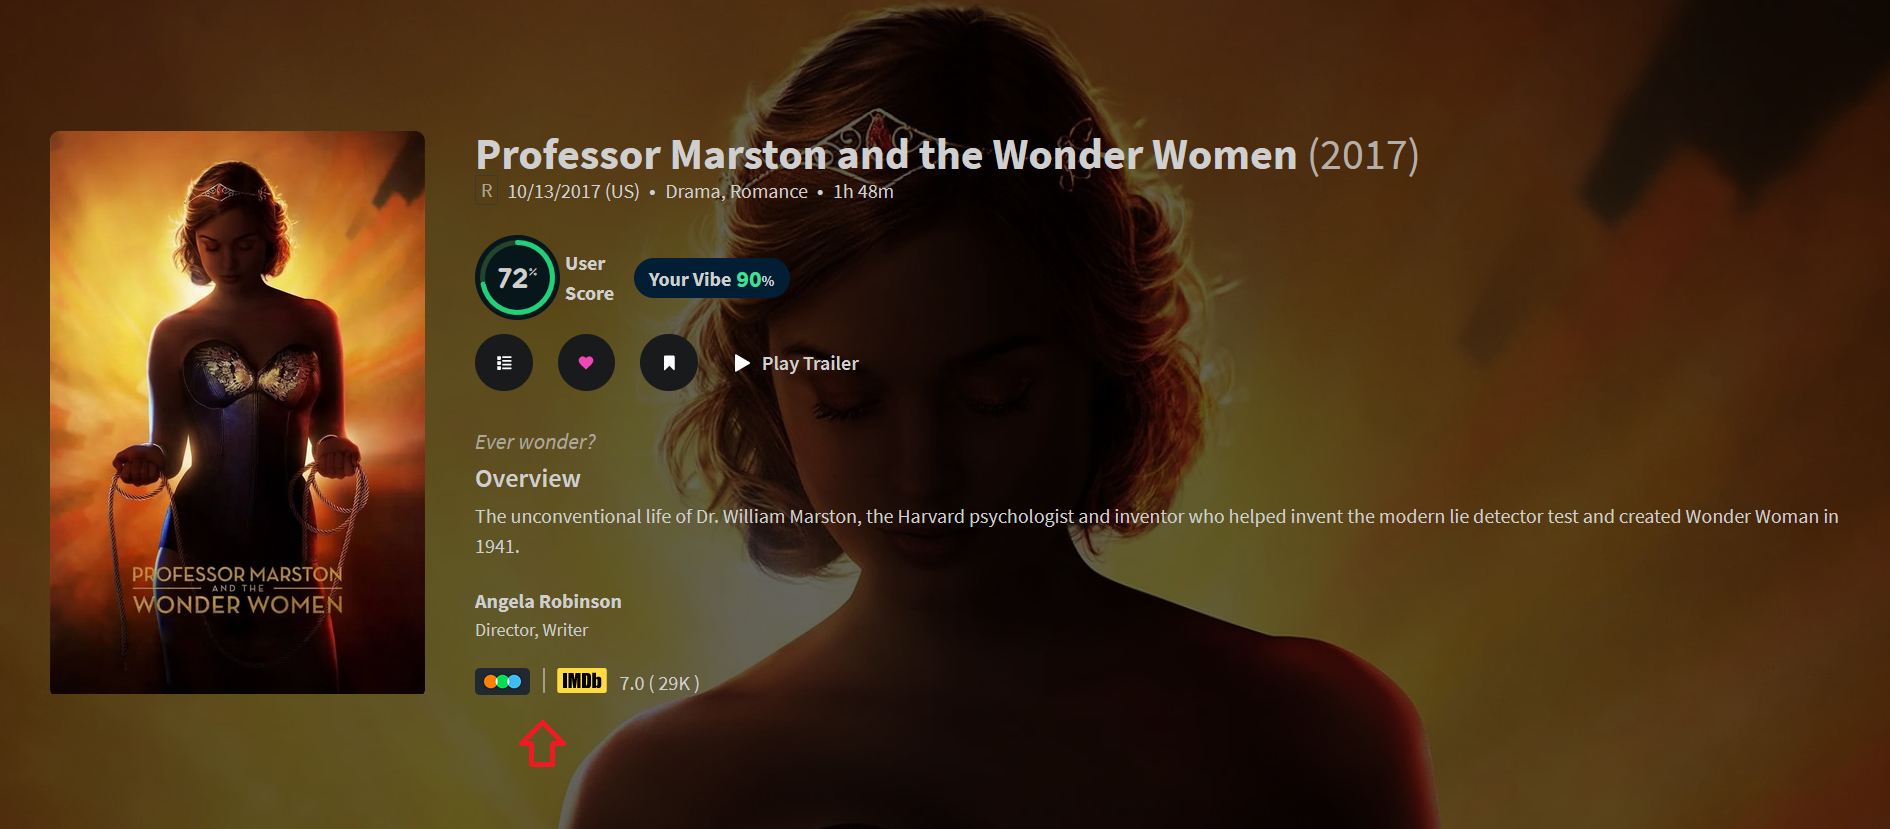 Professor Marston and the Wonder Women (2017)
R 10/13/2017 (US) • Drama, Romance • 1h 48m
72%
User
Score
Your Vibe 90%
Play Trailer
Ever wonder?
Overview
The unconventional life of Dr. William Marston, the Harvard psychologist and inventor who helped invent the modern lie detector test and created Wonder Woman in
1941.
Angela Robinson
Director, Writer
IMDb 7.0 ( 29K )
PROFESSOR MARSTON
AND THE
WONDER WOMEN